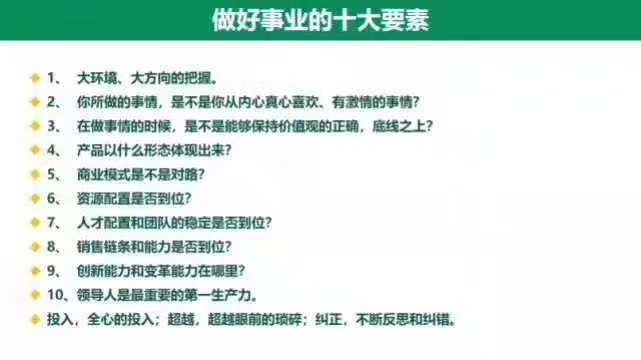 做好事业的十大要素
1、 大环境、大方向的把握。
2、 你所做的事情，是不是你从内心真心喜欢、有激情的事情？
3、 在做事情的时候，是不是能够保持价值观的正确，底线之上？
4、 产品以什么形态体现出来？
5、 商业模式是不是对路？
6、 资源配置是否到位？
7、 人才配置和团队的稳定是否到位？
8、 销售链条和能力是否到位？
9、 创新能力和变革能力在哪里？
10、领导人是最重要的第一生产力。
投入，全心的投入；超越，超越眼前的琐碎；纠正，不断反思和纠错。